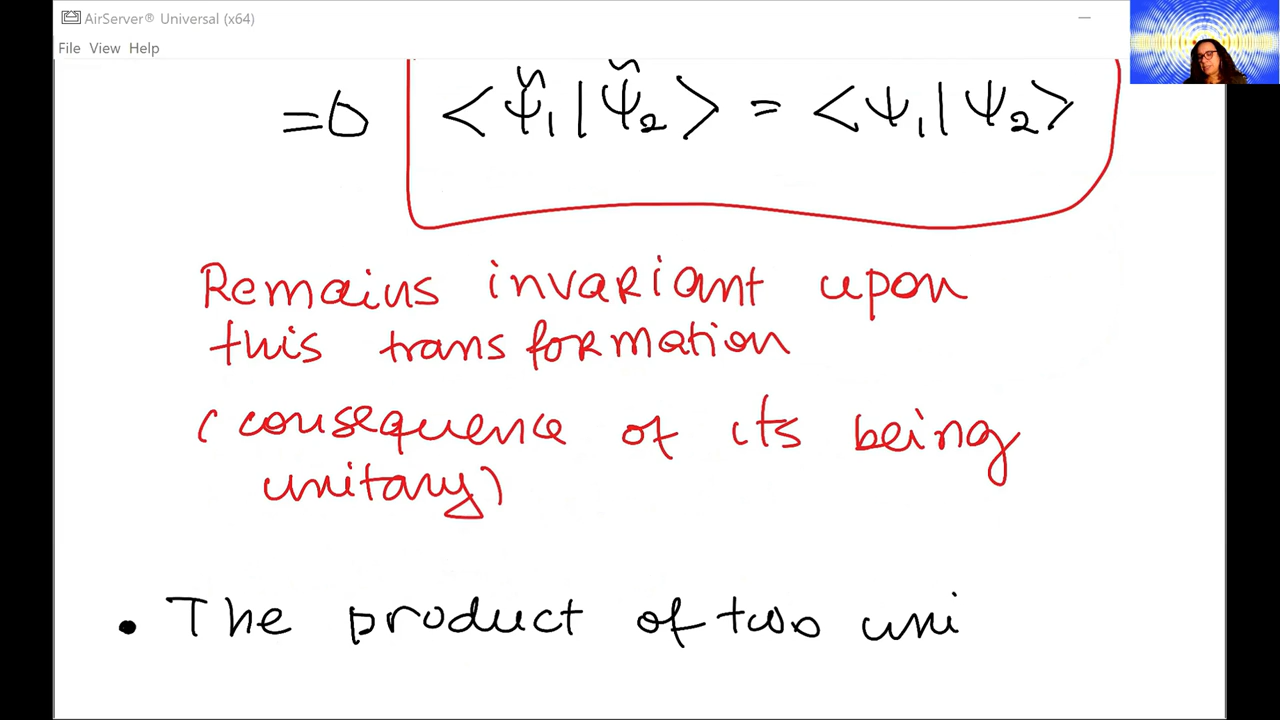 AirServer® Universal (x64)
File View Help
=0 <ψ̃₁|ψ̃₂> = <ψ₁|ψ₂>
Remains invariant upon
this transformation
(consequence of its being
unitary)
• The product of two uni